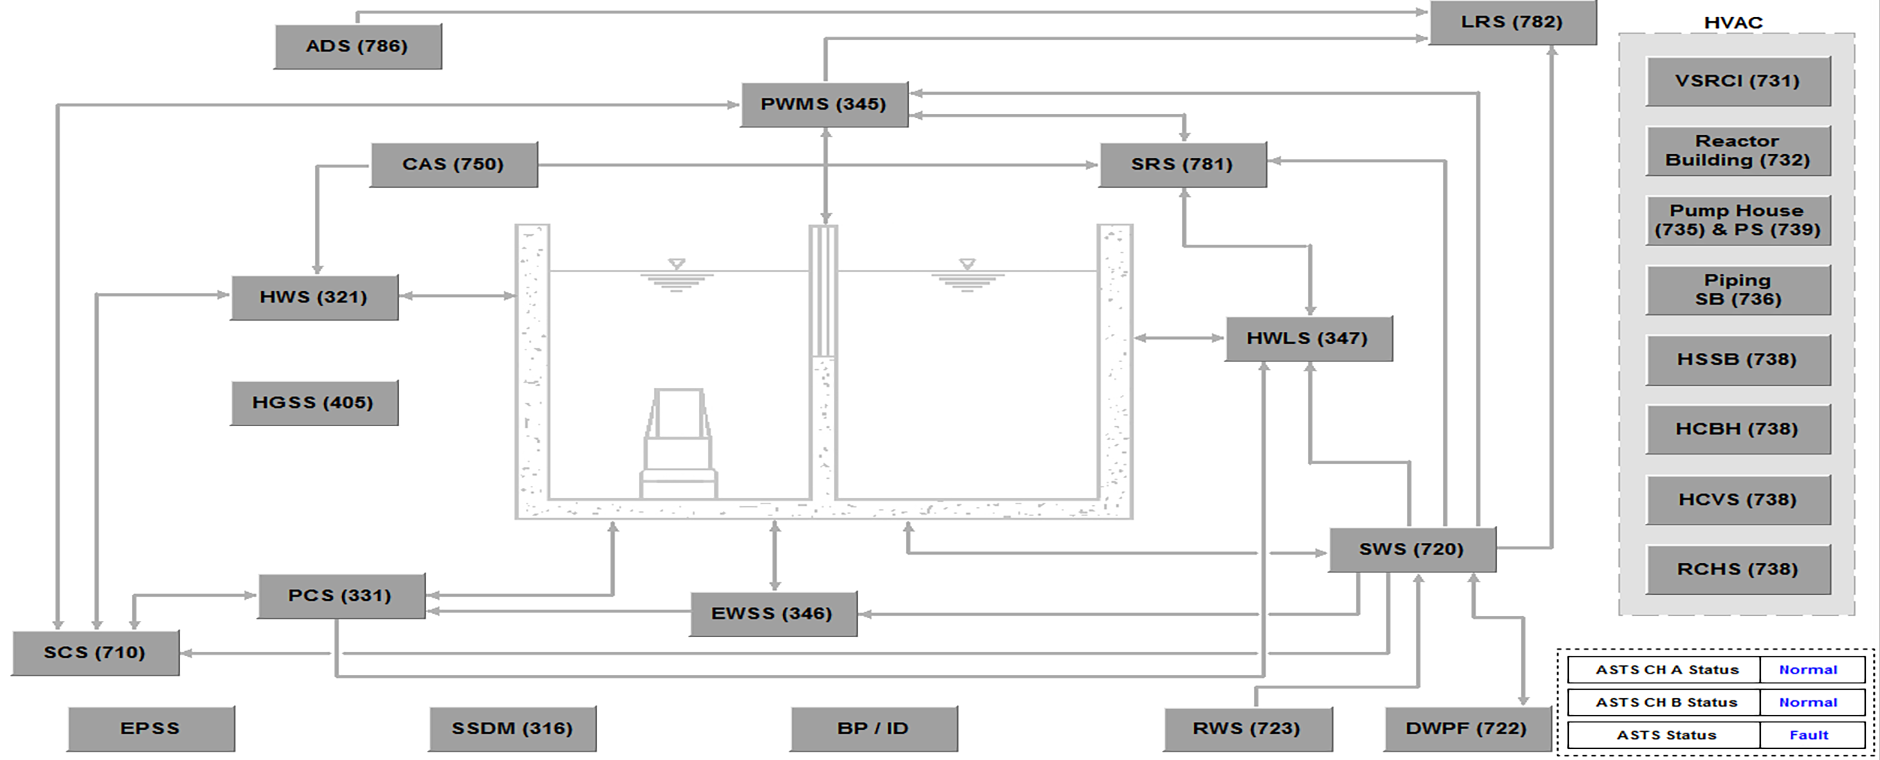 LRS (782)
HVAC
ADS (786)
VSRCI (731)
PWMS (345)
Reactor
Building (732)
CAS (750)
SRS (781)
Pump House
(735) & PS (739)
Piping
SB (736)
HWS (321)
HWLS (347)
HSSB (738)
HGSS (405)
HCBH (738)
HCVS (738)
SWS (720)
RCHS (738)
PCS (331)
EWSS (346)
SCS (710)
ASTS CH A Status Normal
ASTS CH B Status Normal
ASTS Status Fault
EPSS
SSDM (316)
BP / ID
RWS (723)
DWPF (722)